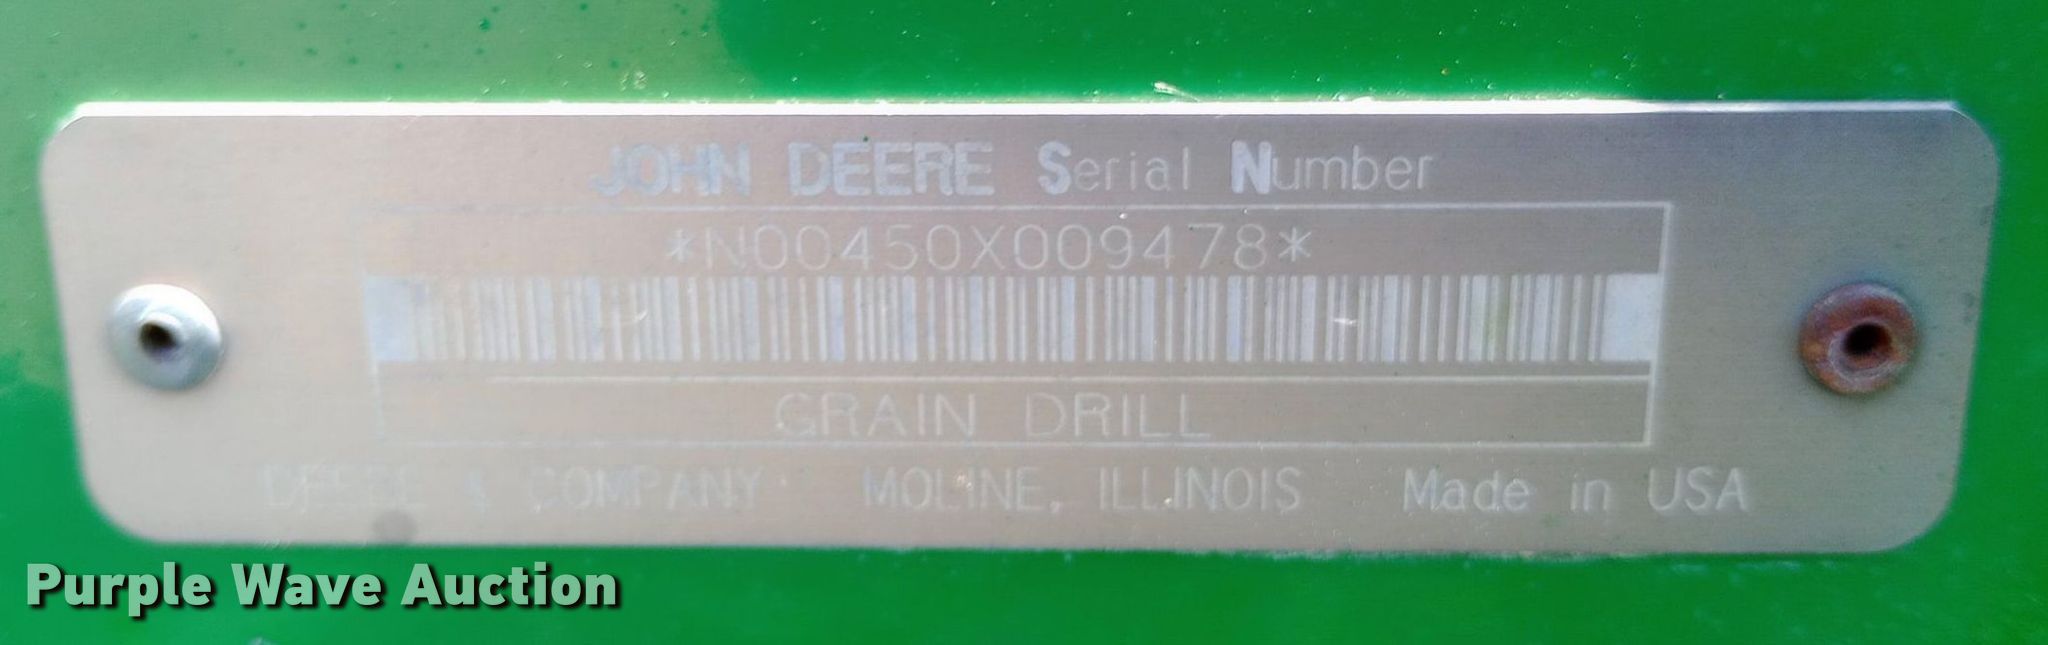 JOHN DEERE Serial Number
*N00450X009478*
GRAIN DRILL
DEERE & COMPANY MOLINE, ILLINOIS Made in USA
Purple Wave Auction